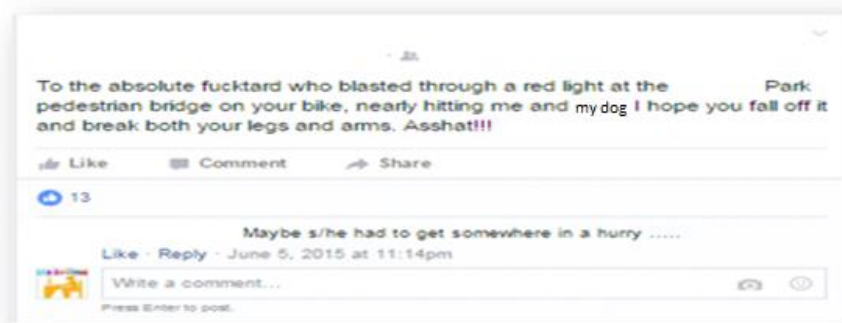 To the absolute fucktard who blasted through a red light at the Park
pedestrian bridge on your bike, nearly hitting me and my dog I hope you fall off it
and break both your legs and arms. Asshat!!!
Like Comment Share
13
Maybe s/he had to get somewhere in a hurry .....
Like · Reply · June 5, 2015 at 11:14pm
Write a comment...
Press Enter to post.